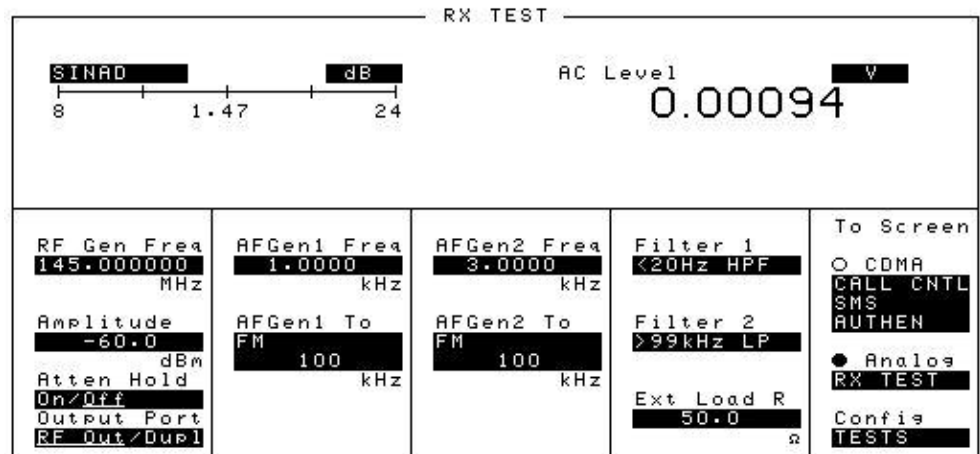 RX TEST
SINAD dB
8 1.47 24
AC Level V
0.00094
RF Gen Freq
145.000000
MHz
Amplitude
-60.0
dBm
Atten Hold
On/Off
Output Port
RF Out/Dupl
AFGen1 Freq
1.0000
kHz
AFGen1 To
FM
100
kHz
AFGen2 Freq
3.0000
kHz
AFGen2 To
FM
100
kHz
Filter 1
<20Hz HPF
Filter 2
>99kHz LP
Ext Load R
50.0
Ω
To Screen
CDMA
CALL CNTL
SMS
AUTHEN
Analog
RX TEST
Config
TESTS